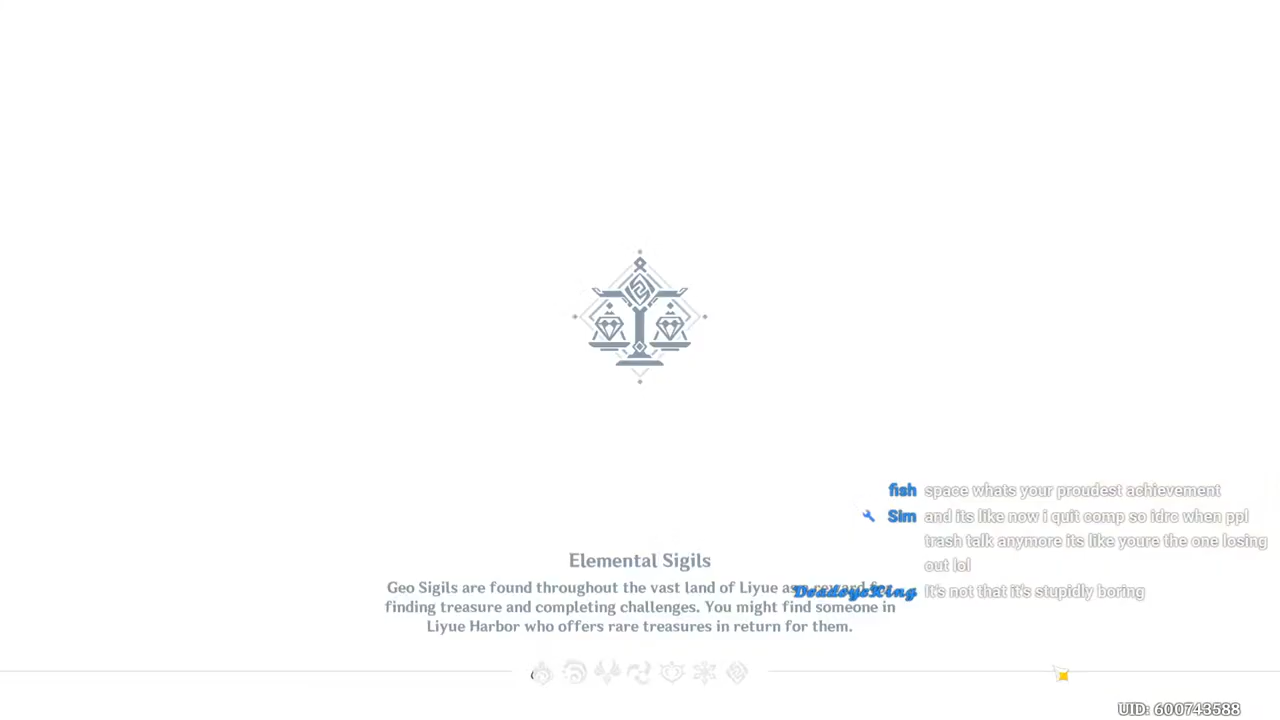 fish space whats your proudest achievement
Sim and its like now i quit comp so idrc when ppl
trash talk anymore its like youre the one losing
out lol
Elemental Sigils
Geo Sigils are found throughout the vast land of Liyue as a reward for
DeadeyeKing It's not that it's stupidly boring
finding treasure and completing challenges. You might find someone in
Liyue Harbor who offers rare treasures in return for them.
UID: 600743588